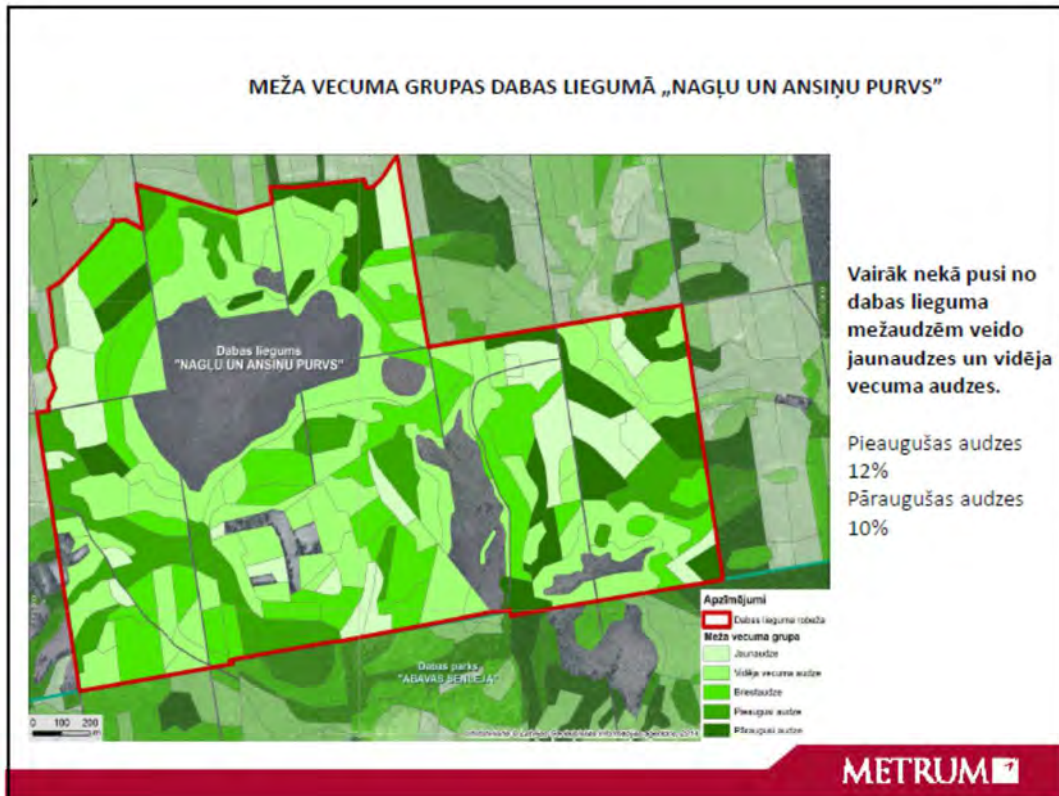 MEŽA VECUMA GRUPAS DABAS LIEGUMĀ „NAGĻU UN ANSIŅU PURVS”
Dabas liegums
"NAGĻU UN ANSIŅU PURVS"
Dabas parks
"ABAVAS SENLEJA"
0 100 200
m
Vairāk nekā pusi no
dabas lieguma
mežaudzēm veido
jaunaudzes un vidēja
vecuma audzes.
Pieaugušas audzes
12%
Pāraugušas audzes
10%
Apzīmējumi
Dabas lieguma robeža
Meža vecuma grupa
Jaunaudze
Vidēja vecuma audze
Briestaudze
Pieaugusi audze
Pāraugusi audze
METRUM